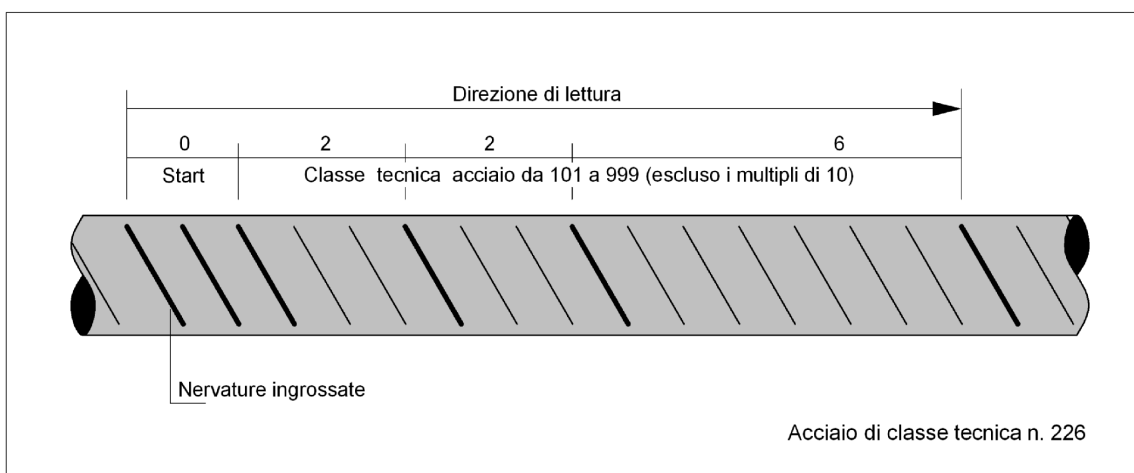 Direzione di lettura
0 2 2 6
Start Classe tecnica acciaio da 101 a 999 (escluso i multipli di 10)
Nervature ingrossate
Acciaio di classe tecnica n. 226